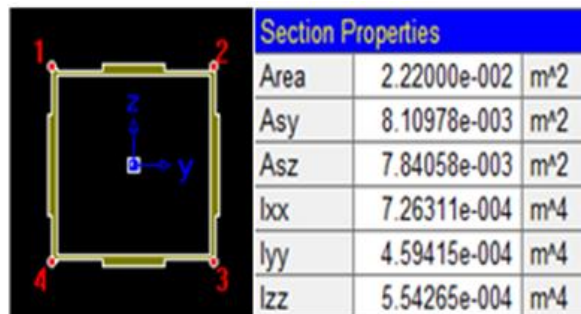 1 2
z
y
4 3
Section Properties
Area 2.22000e-002 m^2
Asy 8.10978e-003 m^2
Asz 7.84058e-003 m^2
Ixx 7.26311e-004 m^4
Iyy 4.59415e-004 m^4
Izz 5.54265e-004 m^4